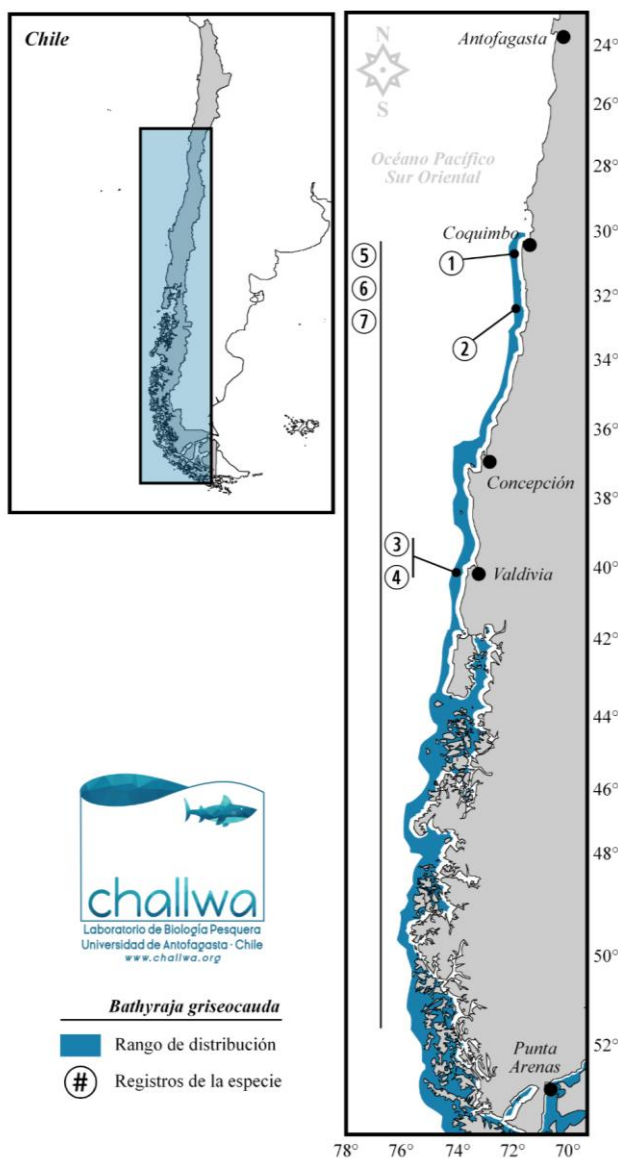 Chile
N
S
Océano Pacífico
Sur Oriental
Antofagasta
Coquimbo
Concepción
Valdivia
Punta
Arenas
1
2
3
4
5
6
7
24°
26°
28°
30°
32°
34°
36°
38°
40°
42°
44°
46°
48°
50°
52°
78°
76°
74°
72°
70°
challwa
Laboratorio de Biología Pesquera
Universidad de Antofagasta - Chile
www.challwa.org
Bathyraja griseocauda
Rango de distribución
# Registros de la especie